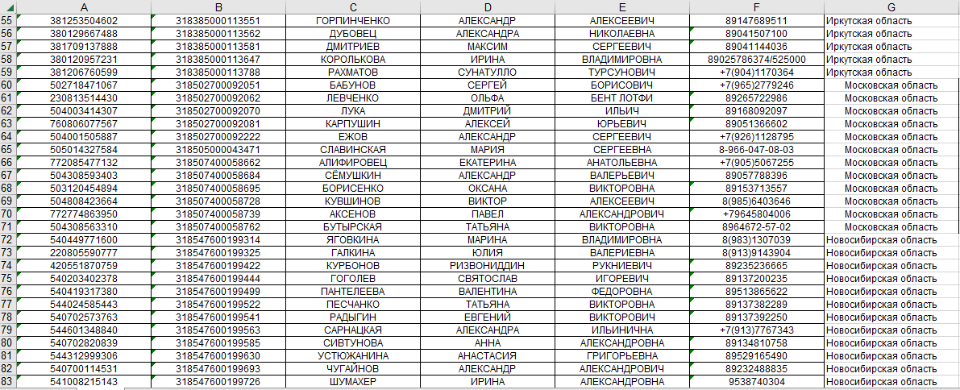 A B C D E F G
55 381253504602 318385000113551 ГОРПИНЧЕНКО АЛЕКСАНДР АЛЕКСЕЕВИЧ 89147689511 Иркутская область
56 380129667488 318385000113562 ДУБОВЕЦ АЛЕКСАНДРА НИКОЛАЕВНА 89041507100 Иркутская область
57 381709137888 318385000113581 ДМИТРИЕВ МАКСИМ СЕРГЕЕВИЧ 89041144036 Иркутская область
58 380120957231 318385000113647 КОРОЛЬКОВА ИРИНА ВЛАДИМИРОВНА 89025786374/525000 Иркутская область
59 381206760599 318385000113788 РАХМАТОВ СУНАТУЛЛО ТУРСУНОВИЧ +7(904)1170364 Иркутская область
60 502718471067 318502700092051 БАБУНОВ СЕРГЕЙ БОРИСОВИЧ +7(965)2779246 Московская область
61 230813514430 318502700092062 ЛЕВЧЕНКО ОЛЬФА БЕНТ ЛОТФИ 89265722986 Московская область
62 504003414307 318502700092070 ЛУКА ДМИТРИЙ ИЛЬИЧ 89168092097 Московская область
63 760806077567 318502700092081 КАРПУШИН АЛЕКСЕЙ ЮРЬЕВИЧ 89051366602 Московская область
64 504001505887 318502700092222 ЕЖОВ АЛЕКСАНДР СЕРГЕЕВИЧ +7(926)1128795 Московская область
65 505014327584 318505000043471 СЛАВИНСКАЯ МАРИЯ СЕРГЕЕВНА 8-966-047-08-03 Московская область
66 772085477132 318507400058662 АЛИФИРОВЕЦ ЕКАТЕРИНА АНАТОЛЬЕВНА +7(905)5067255 Московская область
67 504308593403 318507400058684 СЁМУШКИН АЛЕКСАНДР ВАЛЕРЬЕВИЧ 89057788396 Московская область
68 503120454894 318507400058695 БОРИСЕНКО ОКСАНА ВИКТОРОВНА 89153713557 Московская область
69 504808423664 318507400058728 КУВШИНОВ ВИКТОР АЛЕКСЕЕВИЧ 8(985)6403646 Московская область
70 772774863950 318507400058739 АКСЕНОВ ПАВЕЛ АЛЕКСАНДРОВИЧ +79645804006 Московская область
71 504308563310 318507400058762 БУТЫРСКАЯ ТАТЬЯНА ВИКТОРОВНА 8964672-57-02 Московская область
72 540449771600 318547600199314 ЯГОВКИНА МАРИНА ВЛАДИМИРОВНА 8(983)1307039 Новосибирская область
73 220805590777 318547600199325 ГАЛКИНА ЮЛИЯ ВАЛЕРИЕВНА 8(913)9143904 Новосибирская область
74 420551870759 318547600199422 КУРБОНОВ РИЗВОНИДДИН РУКНИЕВИЧ 89235236665 Новосибирская область
75 540203402378 318547600199444 ГОГОЛЕВ СВЯТОСЛАВ ИГОРЕВИЧ 89137200235 Новосибирская область
76 540419317380 318547600199499 ПАНТЕЛЕЕВА ВАЛЕНТИНА ФЕДОРОВНА 89513865622 Новосибирская область
77 544024585443 318547600199522 ПЕСЧАНКО ТАТЬЯНА ВИКТОРОВНА 89137382289 Новосибирская область
78 540702573763 318547600199541 РАДЫГИН ЕВГЕНИЙ ВИКТОРОВИЧ 89137392250 Новосибирская область
79 544601348840 318547600199563 САРНАЦКАЯ АЛЕКСАНДРА ИЛЬИНИЧНА +7(913)7767343 Новосибирская область
80 540702820839 318547600199585 СИВТУНОВА АННА АЛЕКСАНДРОВНА 89134810758 Новосибирская область
81 544312999306 318547600199630 УСТЮЖАНИНА АНАСТАСИЯ ГРИГОРЬЕВНА 89529165490 Новосибирская область
82 540700114531 318547600199693 ЧУГАЙНОВ АЛЕКСАНДР АЛЕКСАНДРОВИЧ 89232488835 Новосибирская область
83 541008215143 318547600199726 ШУМАХЕР ИРИНА АЛЕКСАНДРОВНА 9538740304 Новосибирская область